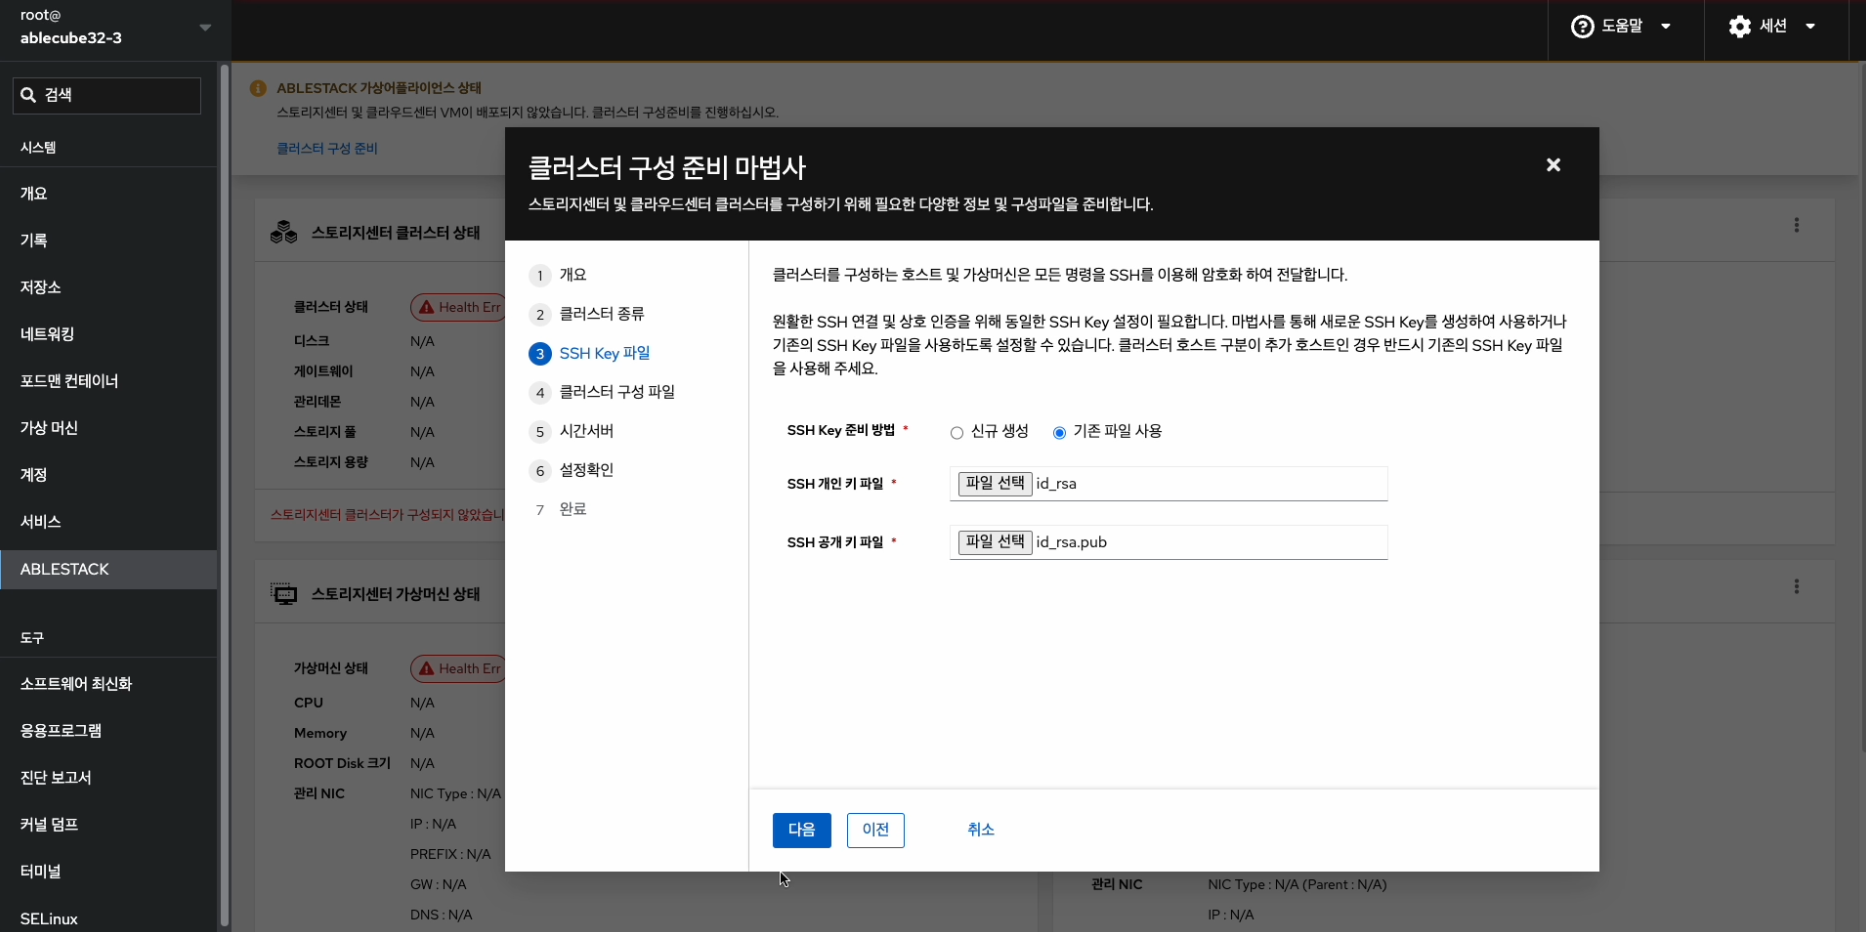 root@
ablecube32-3
도움말
세션
검색
시스템
개요
기록
저장소
네트워킹
포드맨 컨테이너
가상 머신
계정
서비스
ABLESTACK
도구
소프트웨어 최신화
응용프로그램
진단 보고서
커널 덤프
터미널
SELinux
ABLESTACK 가상어플라이언스 상태
스토리지센터 및 클라우드센터 VM이 배포되지 않았습니다. 클러스터 구성준비를 진행하십시오.
클러스터 구성 준비
스토리지센터 클러스터 상태
클러스터 상태 Health Err
디스크 N/A
게이트웨이 N/A
관리데몬 N/A
스토리지 풀 N/A
스토리지 용량 N/A
스토리지센터 클러스터가 구성되지 않았습니
스토리지센터 가상머신 상태
가상머신 상태 Health Err
CPU N/A
Memory N/A
ROOT Disk 크기 N/A
관리 NIC NIC Type : N/A
IP : N/A
PREFIX : N/A
GW : N/A
DNS : N/A
클러스터 구성 준비 마법사
스토리지센터 및 클라우드센터 클러스터를 구성하기 위해 필요한 다양한 정보 및 구성파일을 준비합니다.
1 개요
2 클러스터 종류
3 SSH Key 파일
4 클러스터 구성 파일
5 시간서버
6 설정확인
7 완료
클러스터를 구성하는 호스트 및 가상머신은 모든 명령을 SSH를 이용해 암호화 하여 전달합니다.
원활한 SSH 연결 및 상호 인증을 위해 동일한 SSH Key 설정이 필요합니다. 마법사를 통해 새로운 SSH Key를 생성하여 사용하거나
기존의 SSH Key 파일을 사용하도록 설정할 수 있습니다. 클러스터 호스트 구분이 추가 호스트인 경우 반드시 기존의 SSH Key 파일
을 사용해 주세요.
SSH Key 준비 방법 * 신규 생성 기존 파일 사용
SSH 개인 키 파일 * 파일 선택 id_rsa
SSH 공개 키 파일 * 파일 선택 id_rsa.pub
다음 이전 취소
관리 NIC NIC Type : N/A (Parent : N/A)
IP : N/A